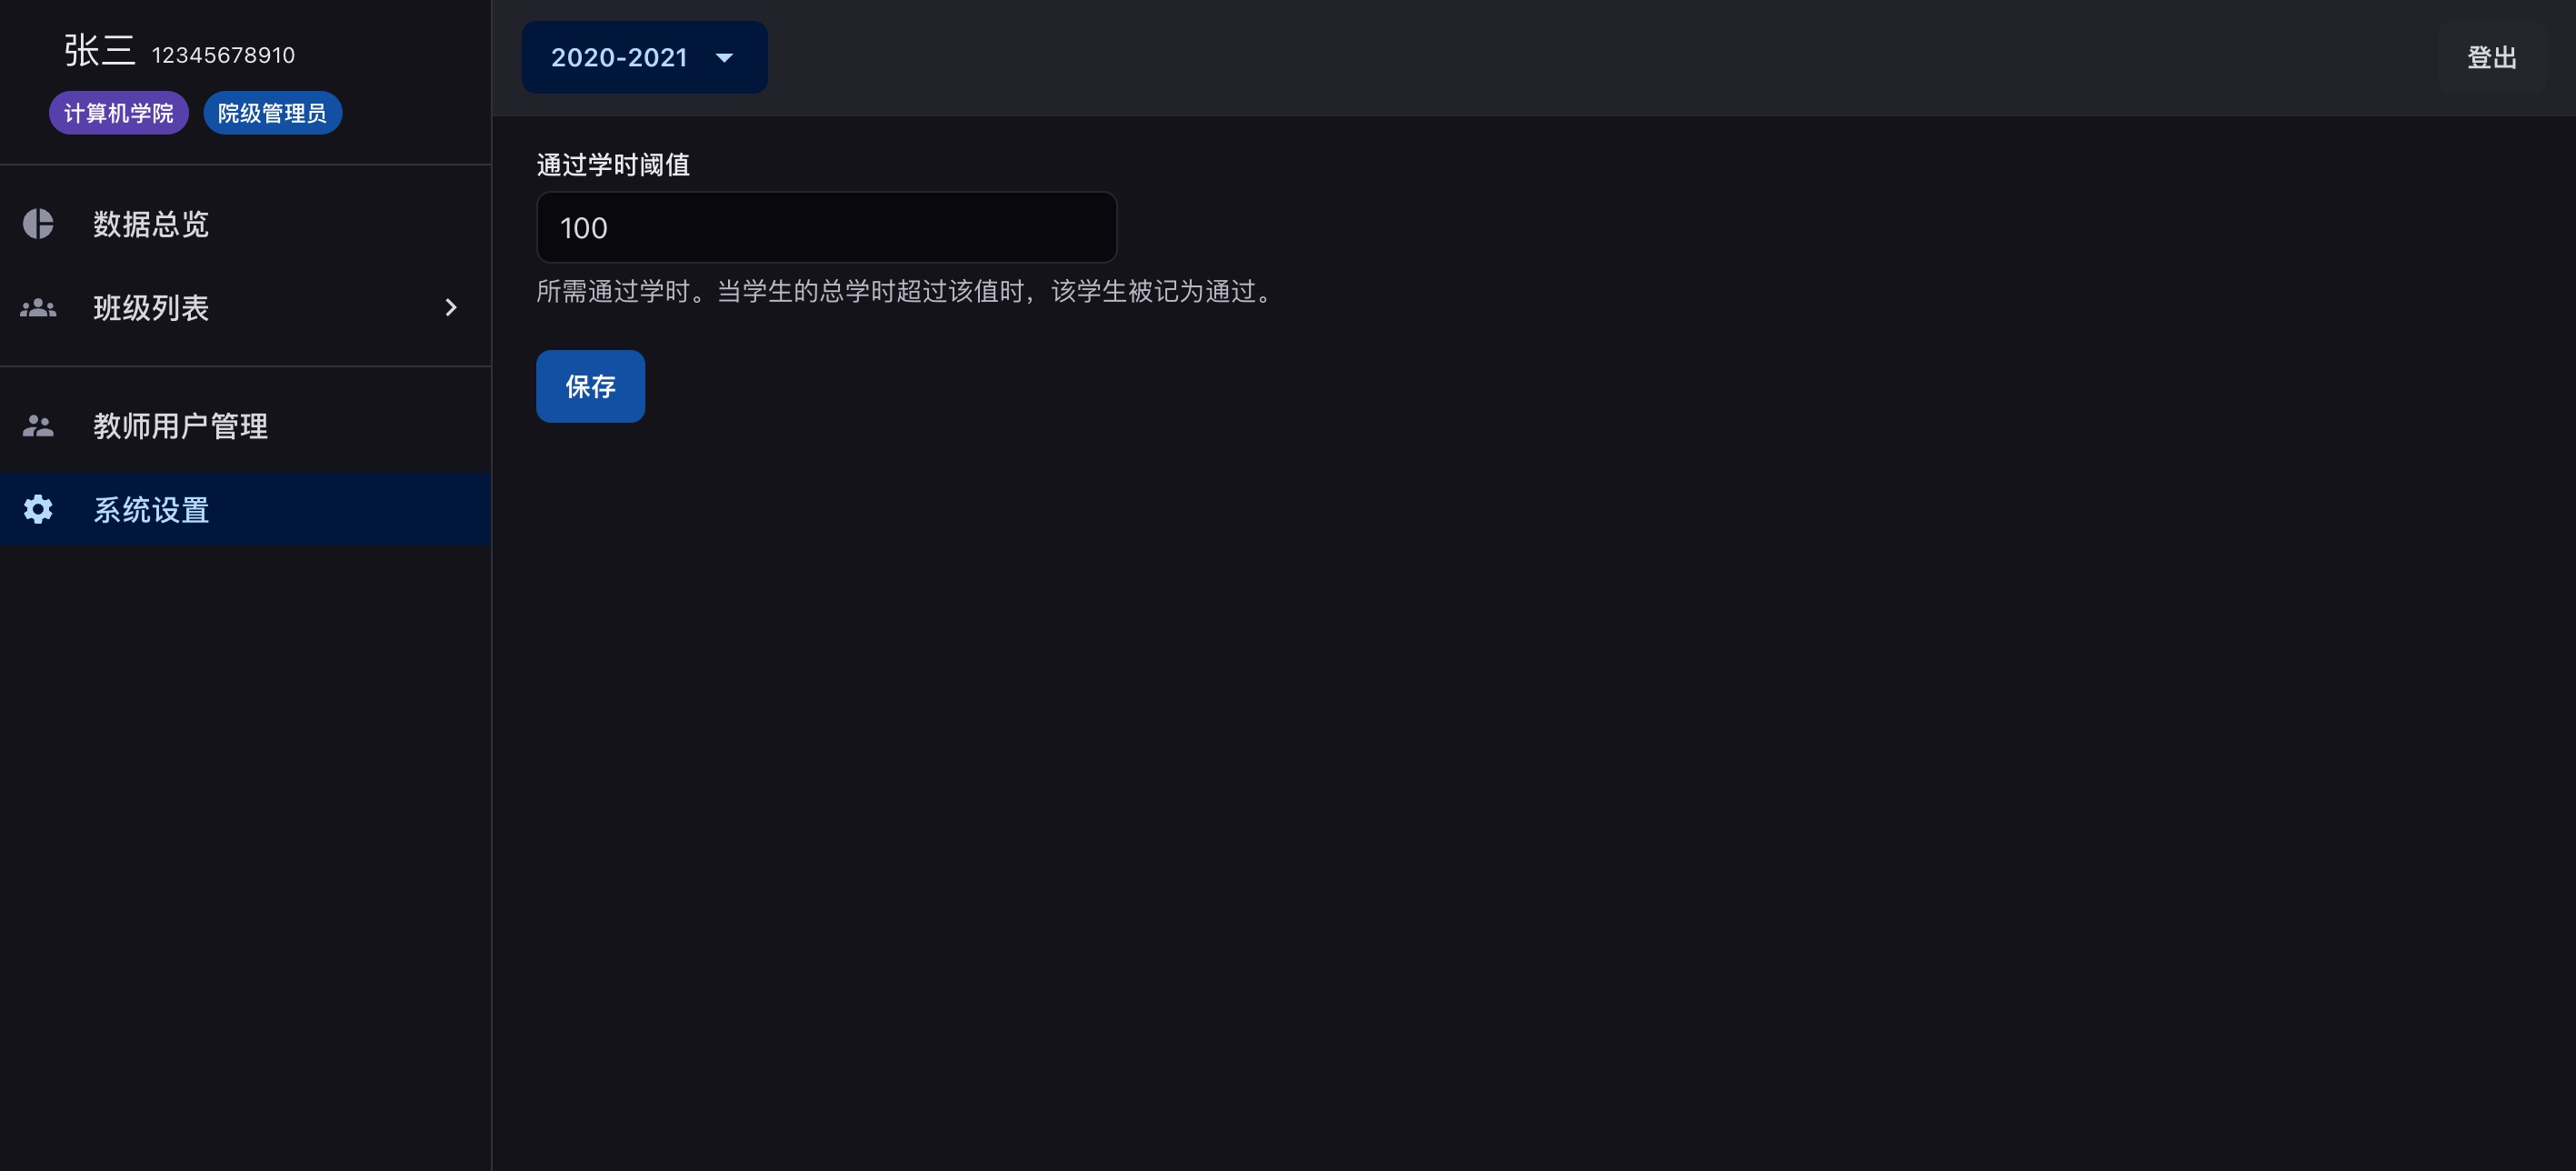 张三 12345678910
计算机学院 院级管理员
数据总览
班级列表
教师用户管理
系统设置
2020-2021
登出
通过学时阈值
100
所需通过学时。当学生的总学时超过该值时，该学生被记为通过。
保存